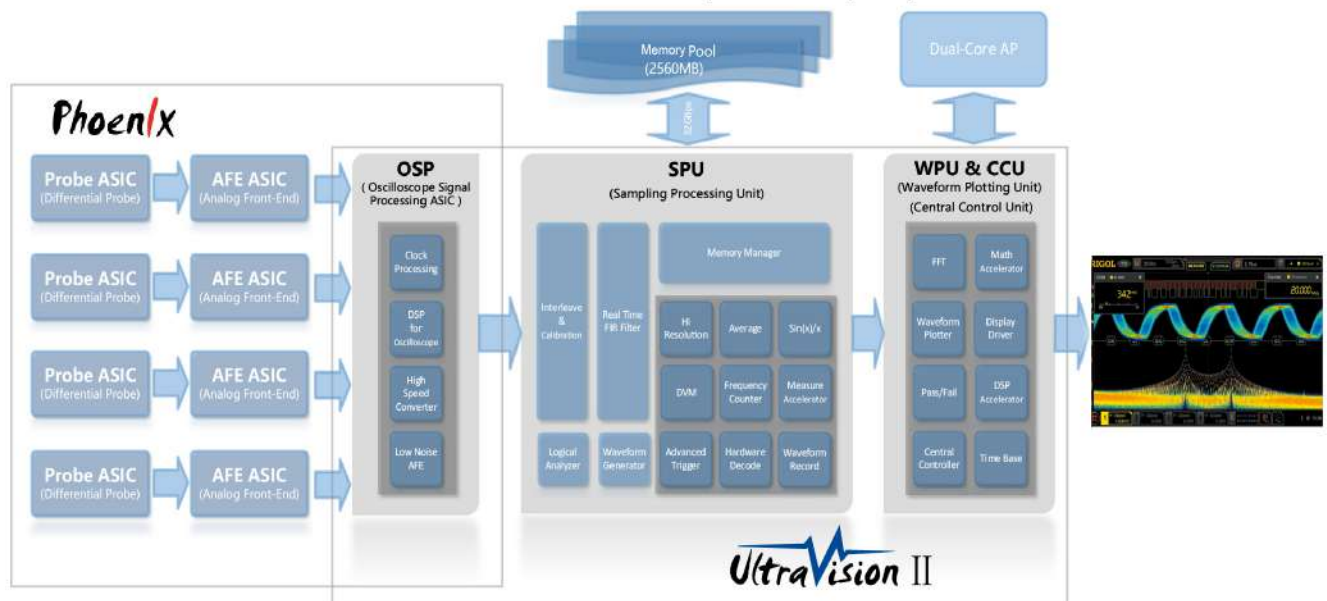 Memory Pool
(2560MB)
Dual-Core AP
Phoenix
Probe ASIC
(Differential Probe)
AFE ASIC
(Analog Front-End)
Probe ASIC
(Differential Probe)
AFE ASIC
(Analog Front-End)
Probe ASIC
(Differential Probe)
AFE ASIC
(Analog Front-End)
Probe ASIC
(Differential Probe)
AFE ASIC
(Analog Front-End)
OSP
( Oscilloscope Signal
Processing ASIC )
Clock
Processing
DSP
for
Oscilloscope
High
Speed
Converter
Low Noise
AFE
SPU
(Sampling Processing Unit)
Interleave
&
Calibration
Real Time
FIR Filter
Memory Manager
Hi
Resolution
Average
Sin(x)/x
DVM
Frequency
Counter
Measure
Accelerator
Logical
Analyzer
Waveform
Generator
Advanced
Trigger
Hardware
Decode
Waveform
Record
WPU & CCU
(Waveform Plotting Unit)
(Central Control Unit)
FFT
Math
Accelerator
Waveform
Plotter
Display
Driver
Pass/Fail
DSP
Accelerator
Central
Controller
Time Base
RIGOL
342
20.000
UltraVision II